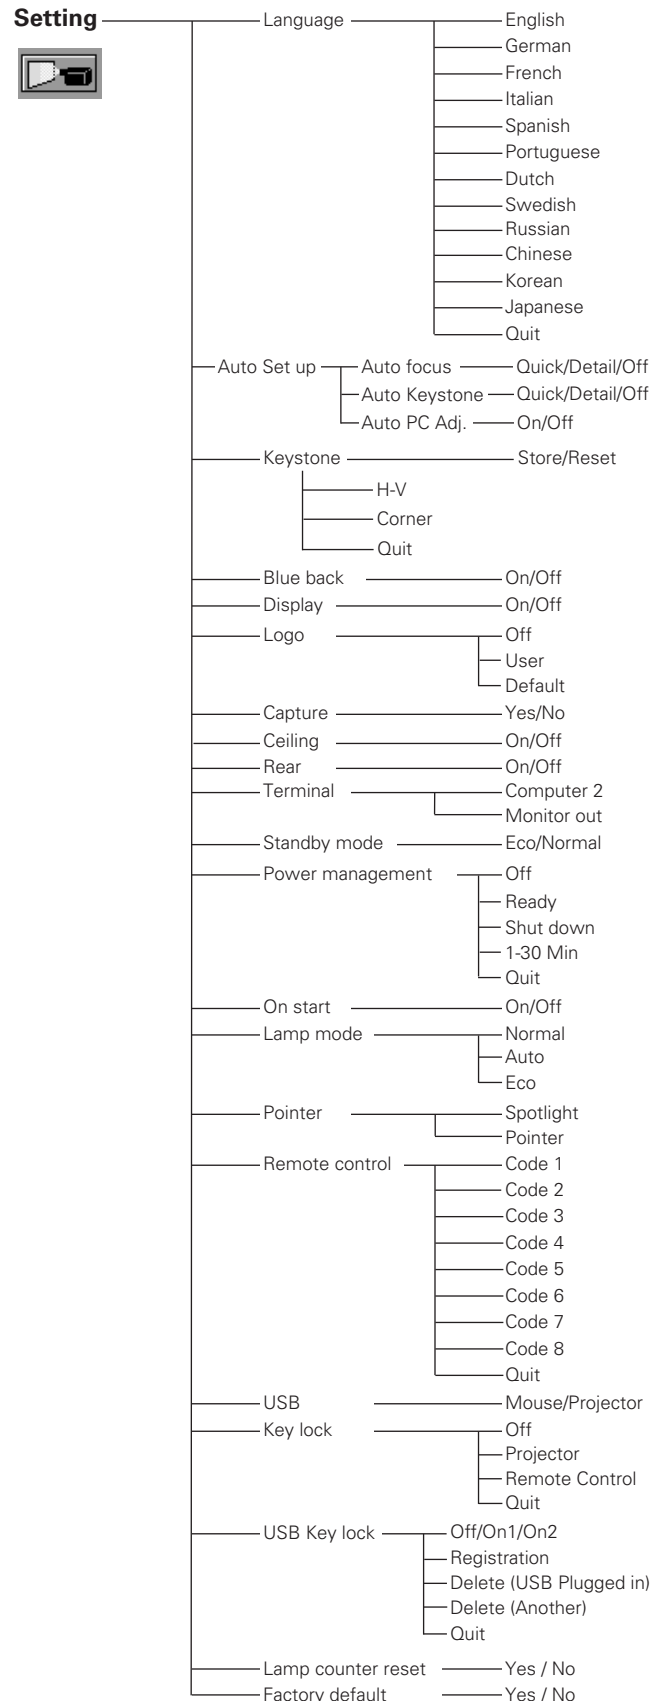 Setting Language English
German
French
Italian
Spanish
Portuguese
Dutch
Swedish
Russian
Chinese
Korean
Japanese
Quit
Auto Set up Auto focus Quick/Detail/Off
Auto Keystone Quick/Detail/Off
Auto PC Adj. On/Off
Keystone Store/Reset
H-V
Corner
Quit
Blue back On/Off
Display On/Off
Logo Off
User
Default
Capture Yes/No
Ceiling On/Off
Rear On/Off
Terminal Computer 2
Monitor out
Standby mode Eco/Normal
Power management Off
Ready
Shut down
1-30 Min
Quit
On start On/Off
Lamp mode Normal
Auto
Eco
Pointer Spotlight
Pointer
Remote control Code 1
Code 2
Code 3
Code 4
Code 5
Code 6
Code 7
Code 8
Quit
USB Mouse/Projector
Key lock Off
Projector
Remote Control
Quit
USB Key lock Off/On1/On2
Registration
Delete (USB Plugged in)
Delete (Another)
Quit
Lamp counter reset Yes / No
Factory default Yes / No